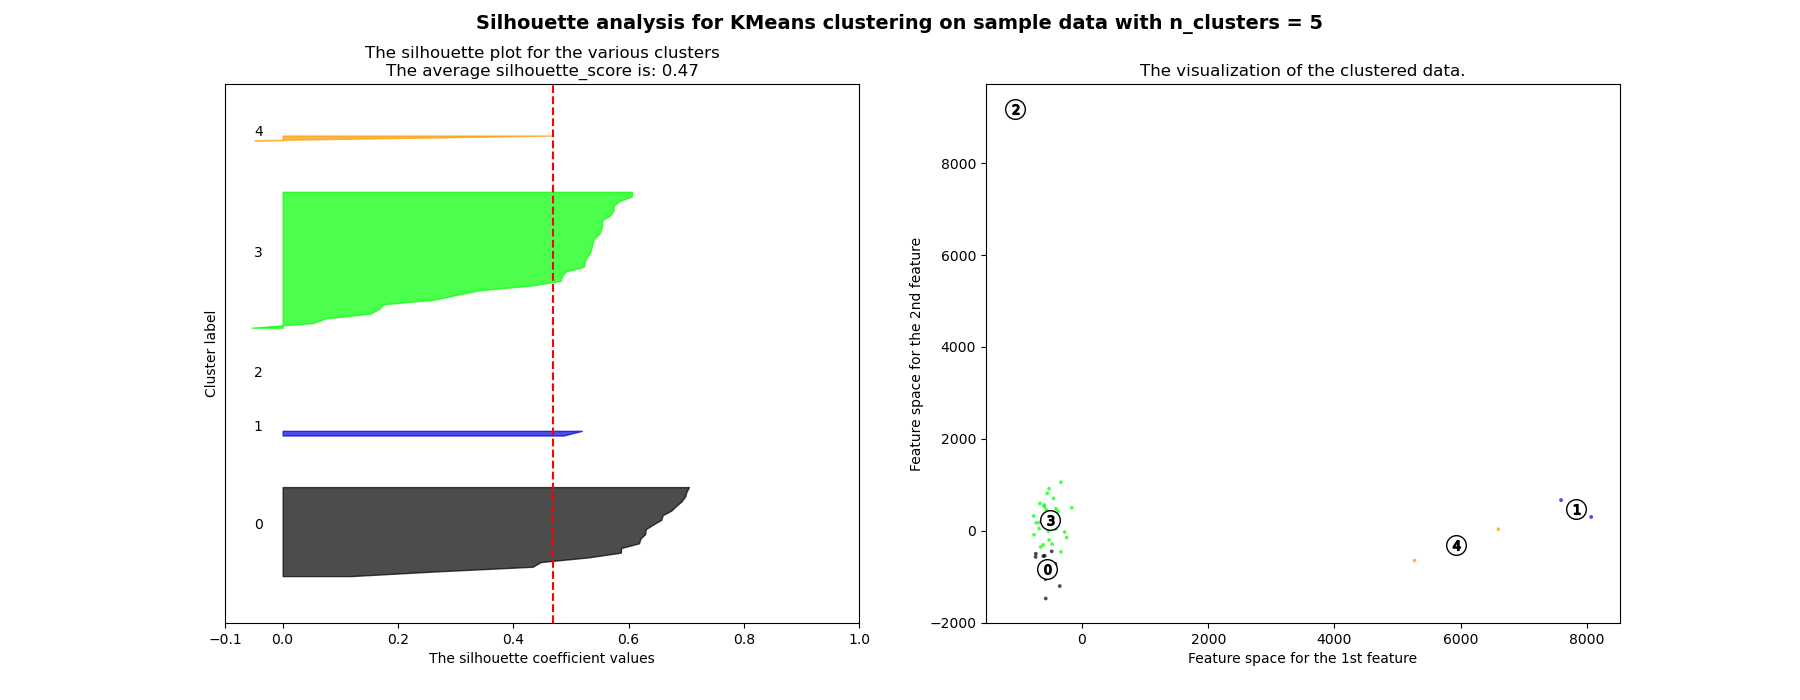 Silhouette analysis for KMeans clustering on sample data with n_clusters = 5
The silhouette plot for the various clusters
The average silhouette_score is: 0.47
4
3
2
1
0
Cluster label
−0.1 0.0 0.2 0.4 0.6 0.8 1.0
The silhouette coefficient values
The visualization of the clustered data.
2
8000
6000
4000
2000
0
−2000
Feature space for the 2nd feature
3
1
4
0
0 2000 4000 6000 8000
Feature space for the 1st feature